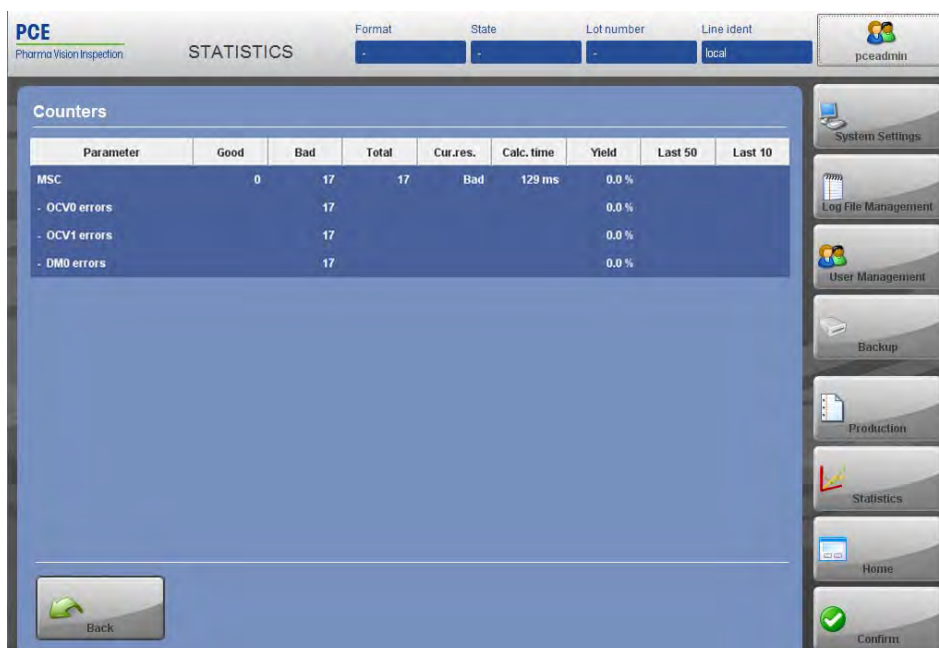 PCE
Pharma Vision Inspection
STATISTICS
Format
State
Lot number
Line ident
-
-
-
local
pceadmin
Counters
Parameter Good Bad Total Cur.res. Calc. time Yield Last 50 Last 10
MSC 0 17 17 Bad 129 ms 0.0 %
- OCV0 errors 17 0.0 %
- OCV1 errors 17 0.0 %
- DM0 errors 17 0.0 %
System Settings
Log File Management
User Management
Backup
Production
Statistics
Home
Confirm
Back